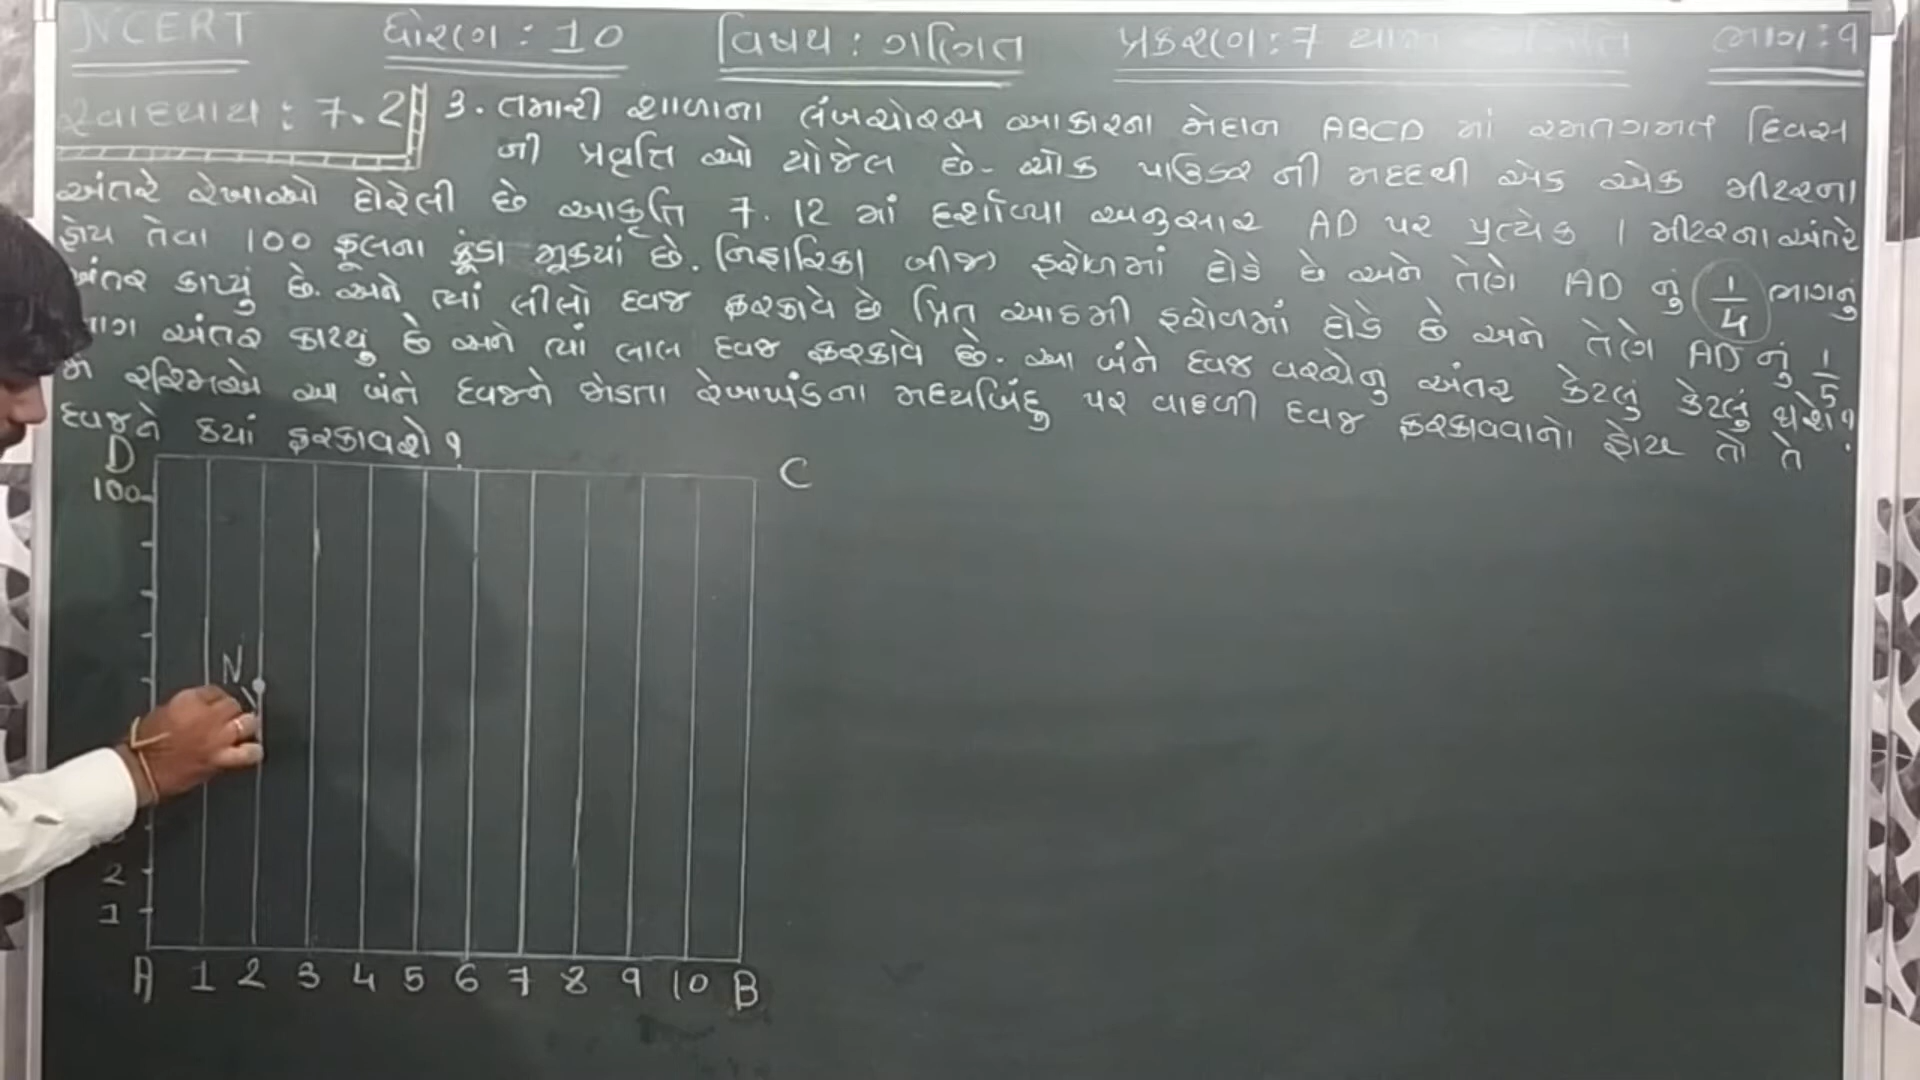 NCERT ધોરણ : 10 વિષય : ગણિત પ્રકરણ : 7 ભાગ : 9
સ્વાધ્યાય : 7.2
3. તમારી શાળાના લંબચોરસ આકારના મેદાન ABCD માં રમતગમત દિવસ
ની પ્રવૃત્તિ ઓ યોજેલ છે. ચોક પાઉડર ની મદદથી એક એક મીટરના
અંતરે રેખાઓ દોરેલી છે આકૃતિ 7.12 માં દર્શાવ્યા અનુસાર AD પર પ્રત્યેક 1 મીટરના અંતરે
હોય તેવા 100 ફૂલના કૂંડા મૂકયાં છે. નિહારિકા બીજી હરોળમાં દોડે છે અને તેણે AD નું 1/4 ભાગનું
અંતર કાપ્યું છે. અને ત્યાં લીલો ધ્વજ ફરકાવે છે પ્રિત આઠમી હરોળમાં દોડે છે અને તેણે AD નું 1/5
ભાગ અંતર કાપ્યું છે અને ત્યાં લાલ ધ્વજ ફરકાવે છે. આ બંને ધ્વજ વચ્ચેનુ અંતર કેટલું કેટલું થશે ?
રશ્મિએ આ બંને ધ્વજને જોડતા રેખાખંડના મધ્યબિંદુ પર વાદળી ધ્વજ ફરકાવવાનો હોય તો તે
ધ્વજને ક્યાં ફરકાવશે ?
D C
100
N
2
1
A 1 2 3 4 5 6 7 8 9 10 B